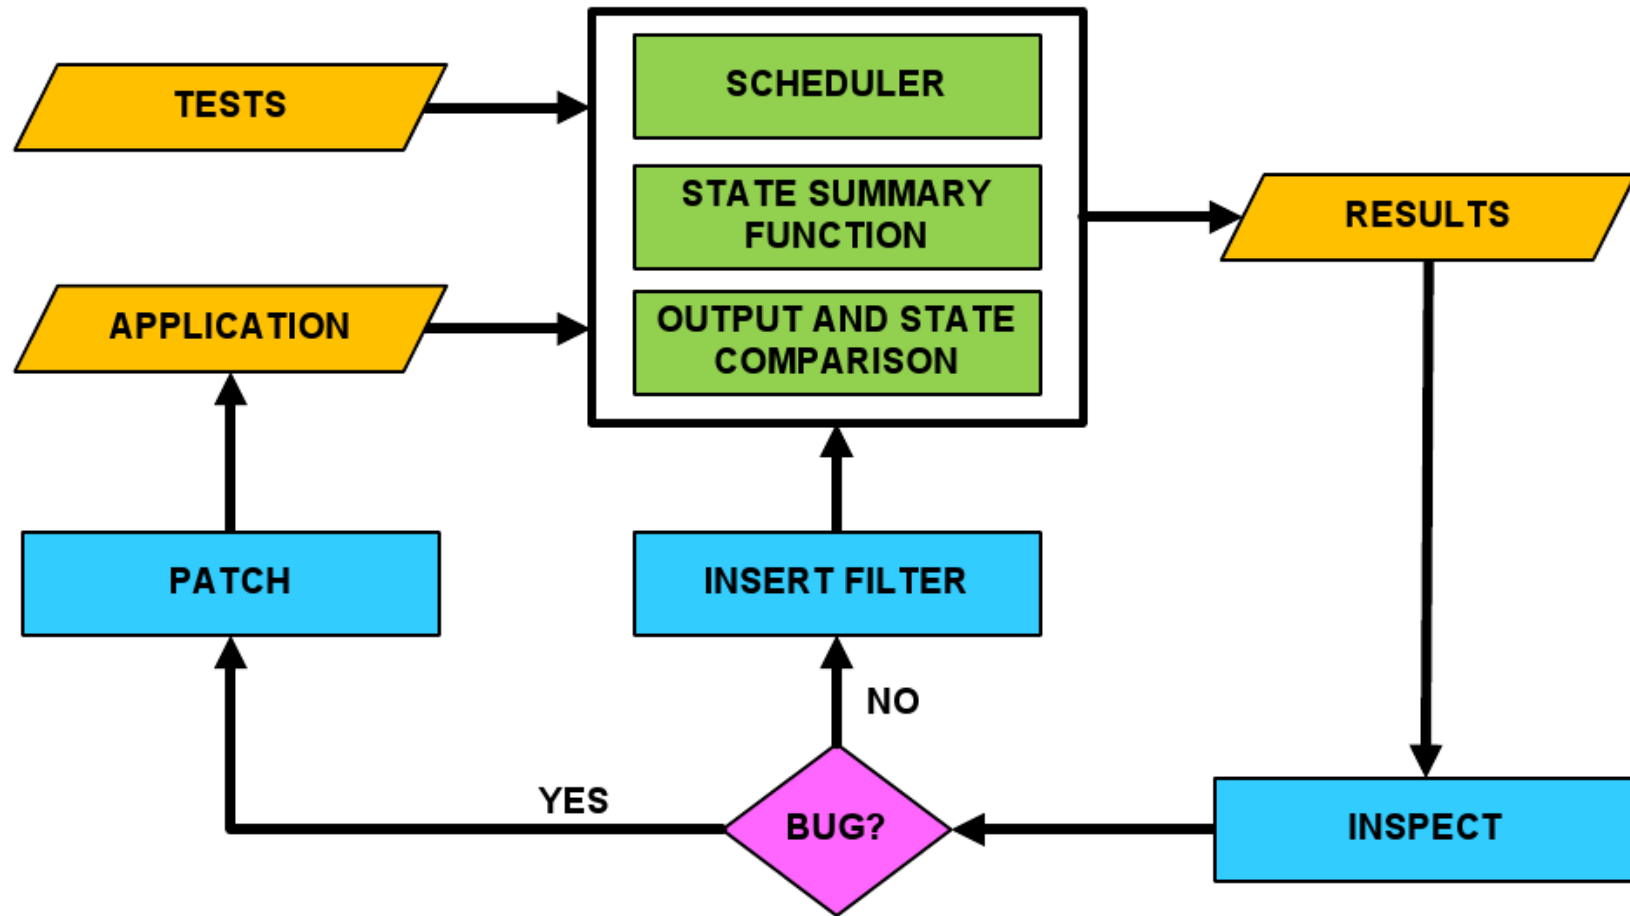 TESTS
SCHEDULER
STATE SUMMARY
FUNCTION
RESULTS
APPLICATION
OUTPUT AND STATE
COMPARISON
PATCH
INSERT FILTER
NO
YES
BUG?
INSPECT